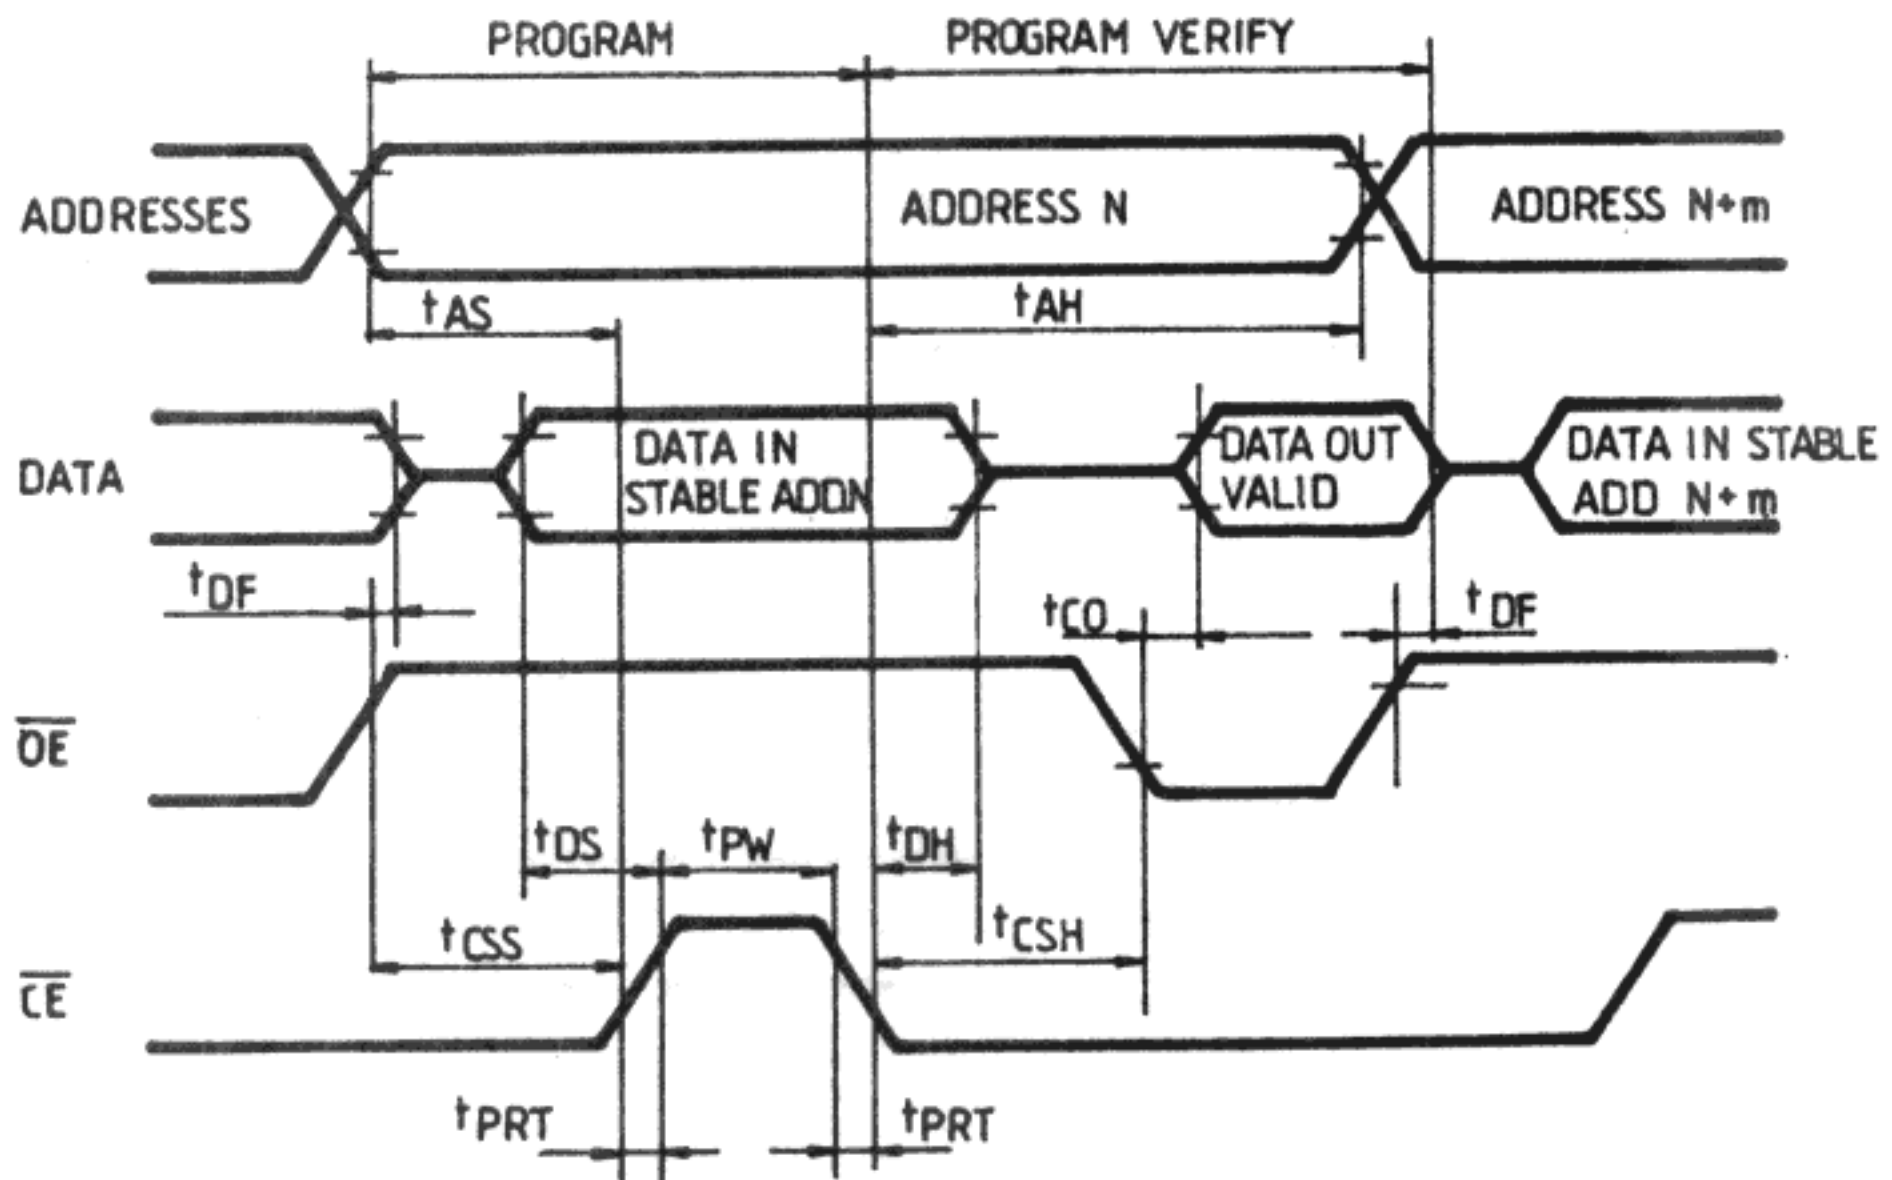 PROGRAM
PROGRAM VERIFY
ADDRESSES
ADDRESS N
ADDRESS N+m
tAS
tAH
DATA
DATA IN
STABLE ADDN
DATA OUT
VALID
DATA IN STABLE
ADD N+m
tDF
tCO
tDF
OE
tDS
tPW
tDH
tCSS
tCSH
CE
tPRT
tPRT